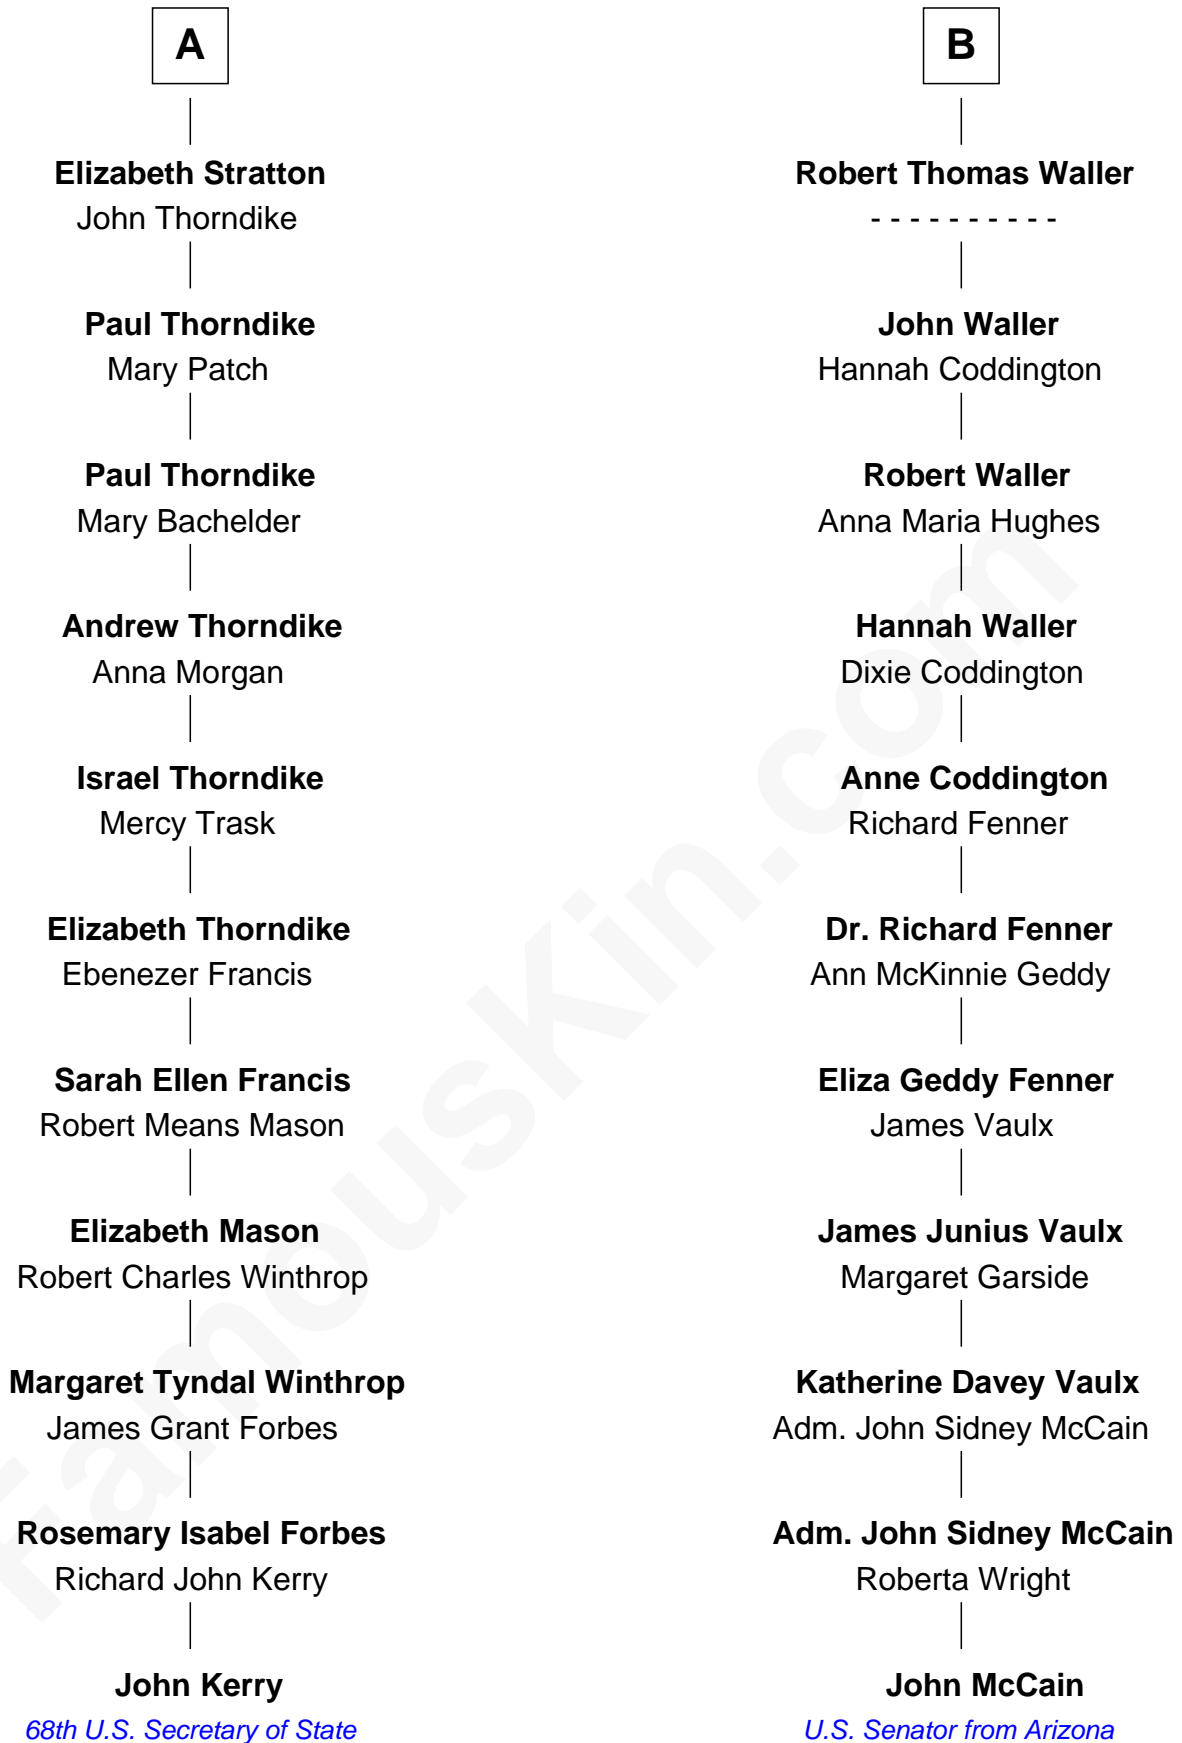 A
Elizabeth Stratton
John Thorndike
Paul Thorndike
Mary Patch
Paul Thorndike
Mary Bachelder
Andrew Thorndike
Anna Morgan
Israel Thorndike
Mercy Trask
Elizabeth Thorndike
Ebenezer Francis
Sarah Ellen Francis
Robert Means Mason
Elizabeth Mason
Robert Charles Winthrop
Margaret Tyndal Winthrop
James Grant Forbes
Rosemary Isabel Forbes
Richard John Kerry
John Kerry
68th U.S. Secretary of State
B
Robert Thomas Waller
- - - - - - - - - -
John Waller
Hannah Coddington
Robert Waller
Anna Maria Hughes
Hannah Waller
Dixie Coddington
Anne Coddington
Richard Fenner
Dr. Richard Fenner
Ann McKinnie Geddy
Eliza Geddy Fenner
James Vaulx
James Junius Vaulx
Margaret Garside
Katherine Davey Vaulx
Adm. John Sidney McCain
Adm. John Sidney McCain
Roberta Wright
John McCain
U.S. Senator from Arizona
FamousKin.com